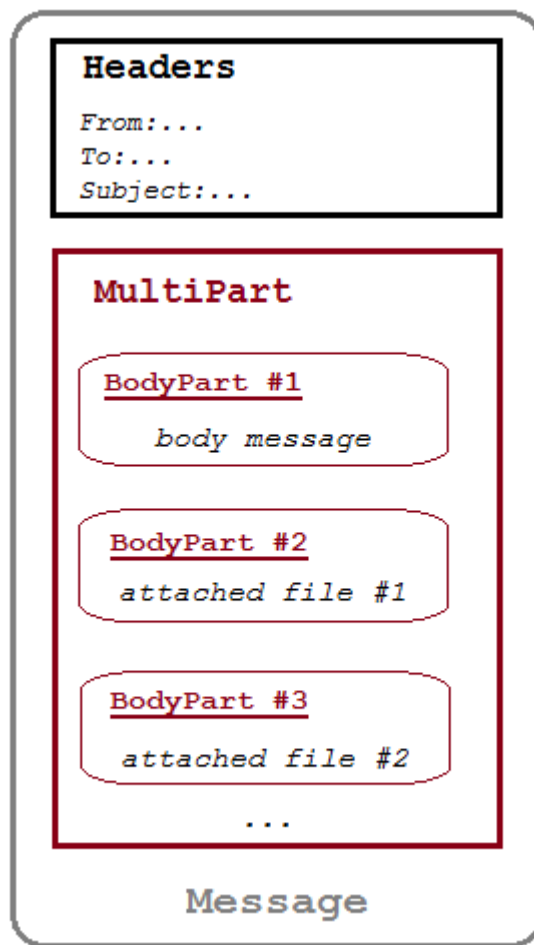 Headers
From:...
To:...
Subject:...
MultiPart
BodyPart #1
body message
BodyPart #2
attached file #1
BodyPart #3
attached file #2
...
Message